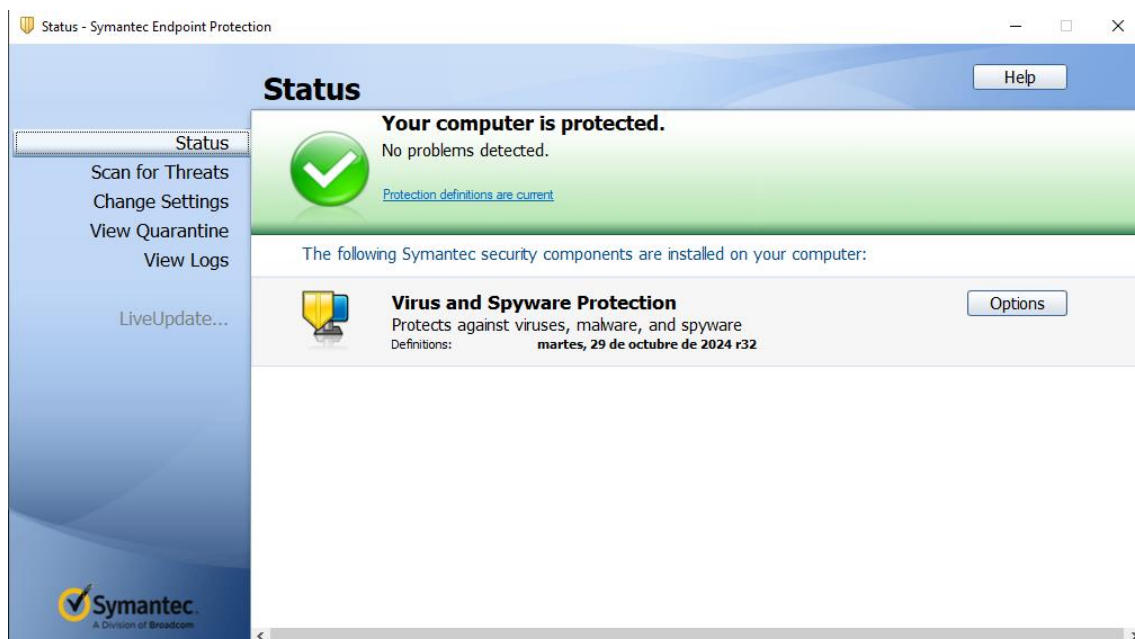 Status - Symantec Endpoint Protection
Status
Help
Status
Scan for Threats
Change Settings
View Quarantine
View Logs
LiveUpdate...
Your computer is protected.
No problems detected.
Protection definitions are current
The following Symantec security components are installed on your computer:
Virus and Spyware Protection
Options
Protects against viruses, malware, and spyware
Definitions: martes, 29 de octubre de 2024 r32
Symantec.
A Division of Broadcom